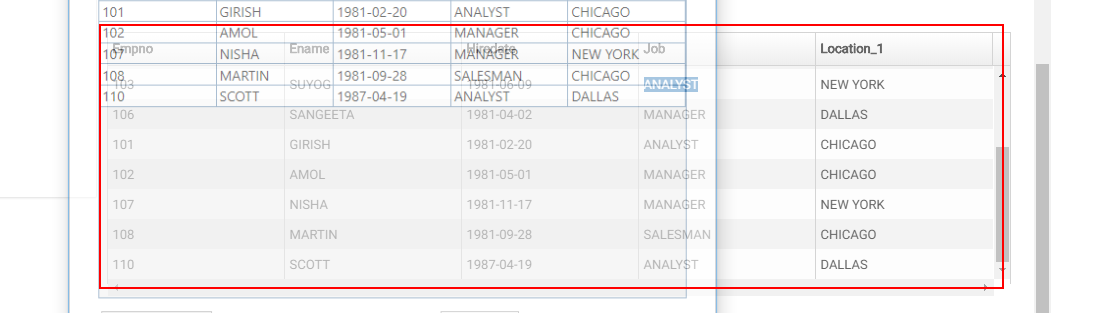 101 GIRISH 1981-02-20 ANALYST CHICAGO
102 AMOL 1981-05-01 MANAGER CHICAGO
Empno Ename Hiredate Job Location_1
107 NISHA 1981-11-17 MANAGER NEW YORK
108 MARTIN 1981-09-28 SALESMAN CHICAGO
103 SUYOG 1981-06-09 ANALYST NEW YORK
110 SCOTT 1987-04-19 ANALYST DALLAS
106 SANGEETA 1981-04-02 MANAGER DALLAS
101 GIRISH 1981-02-20 ANALYST CHICAGO
102 AMOL 1981-05-01 MANAGER CHICAGO
107 NISHA 1981-11-17 MANAGER NEW YORK
108 MARTIN 1981-09-28 SALESMAN CHICAGO
110 SCOTT 1987-04-19 ANALYST DALLAS